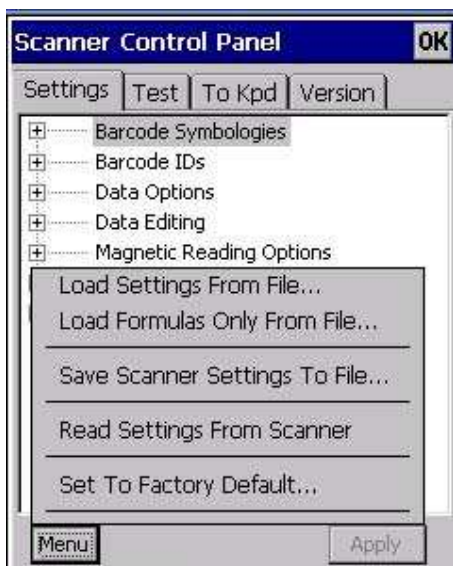 Scanner Control Panel OK
Settings Test To Kpd Version
Barcode Symbologies
Barcode IDs
Data Options
Data Editing
Magnetic Reading Options
Load Settings From File...
Load Formulas Only From File...
Save Scanner Settings To File...
Read Settings From Scanner
Set To Factory Default...
Menu Apply